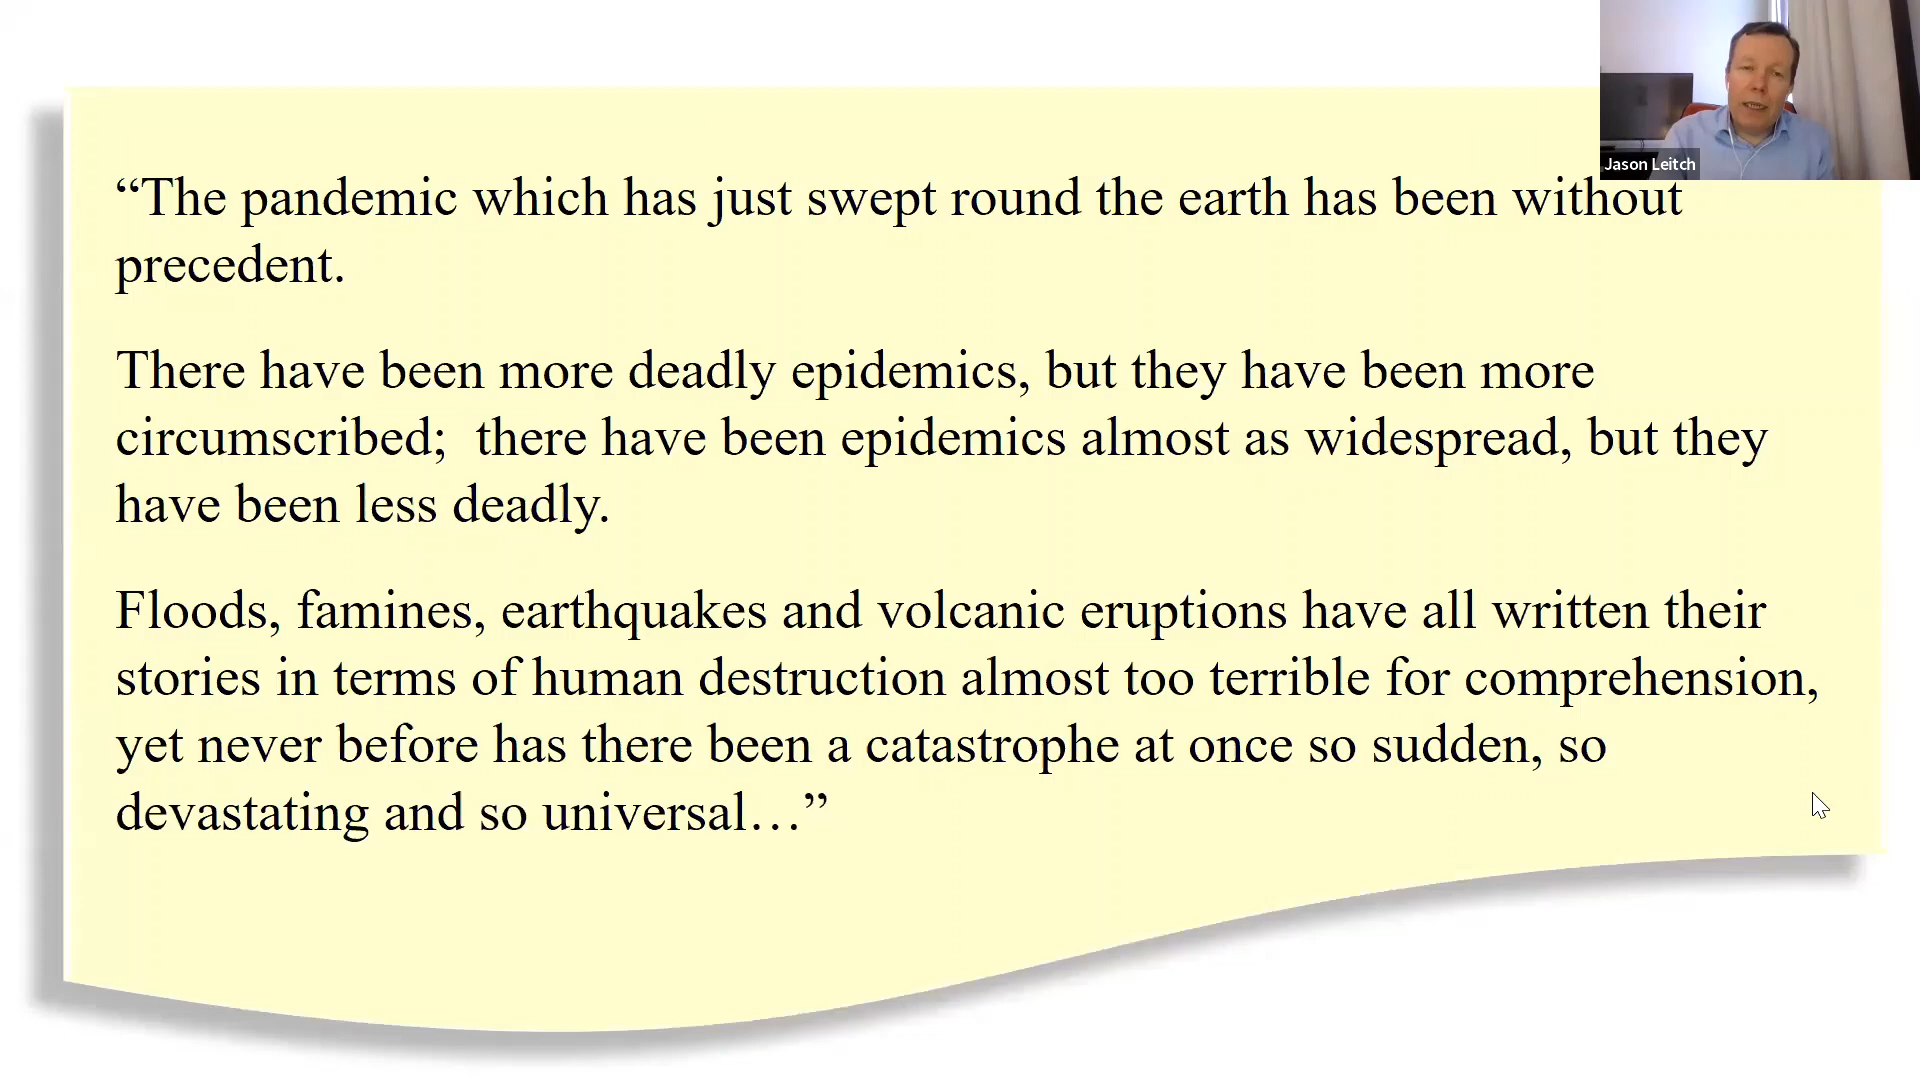 Jason Leitch
“The pandemic which has just swept round the earth has been without
precedent.
There have been more deadly epidemics, but they have been more
circumscribed;  there have been epidemics almost as widespread, but they
have been less deadly.
Floods, famines, earthquakes and volcanic eruptions have all written their
stories in terms of human destruction almost too terrible for comprehension,
yet never before has there been a catastrophe at once so sudden, so
devastating and so universal…”